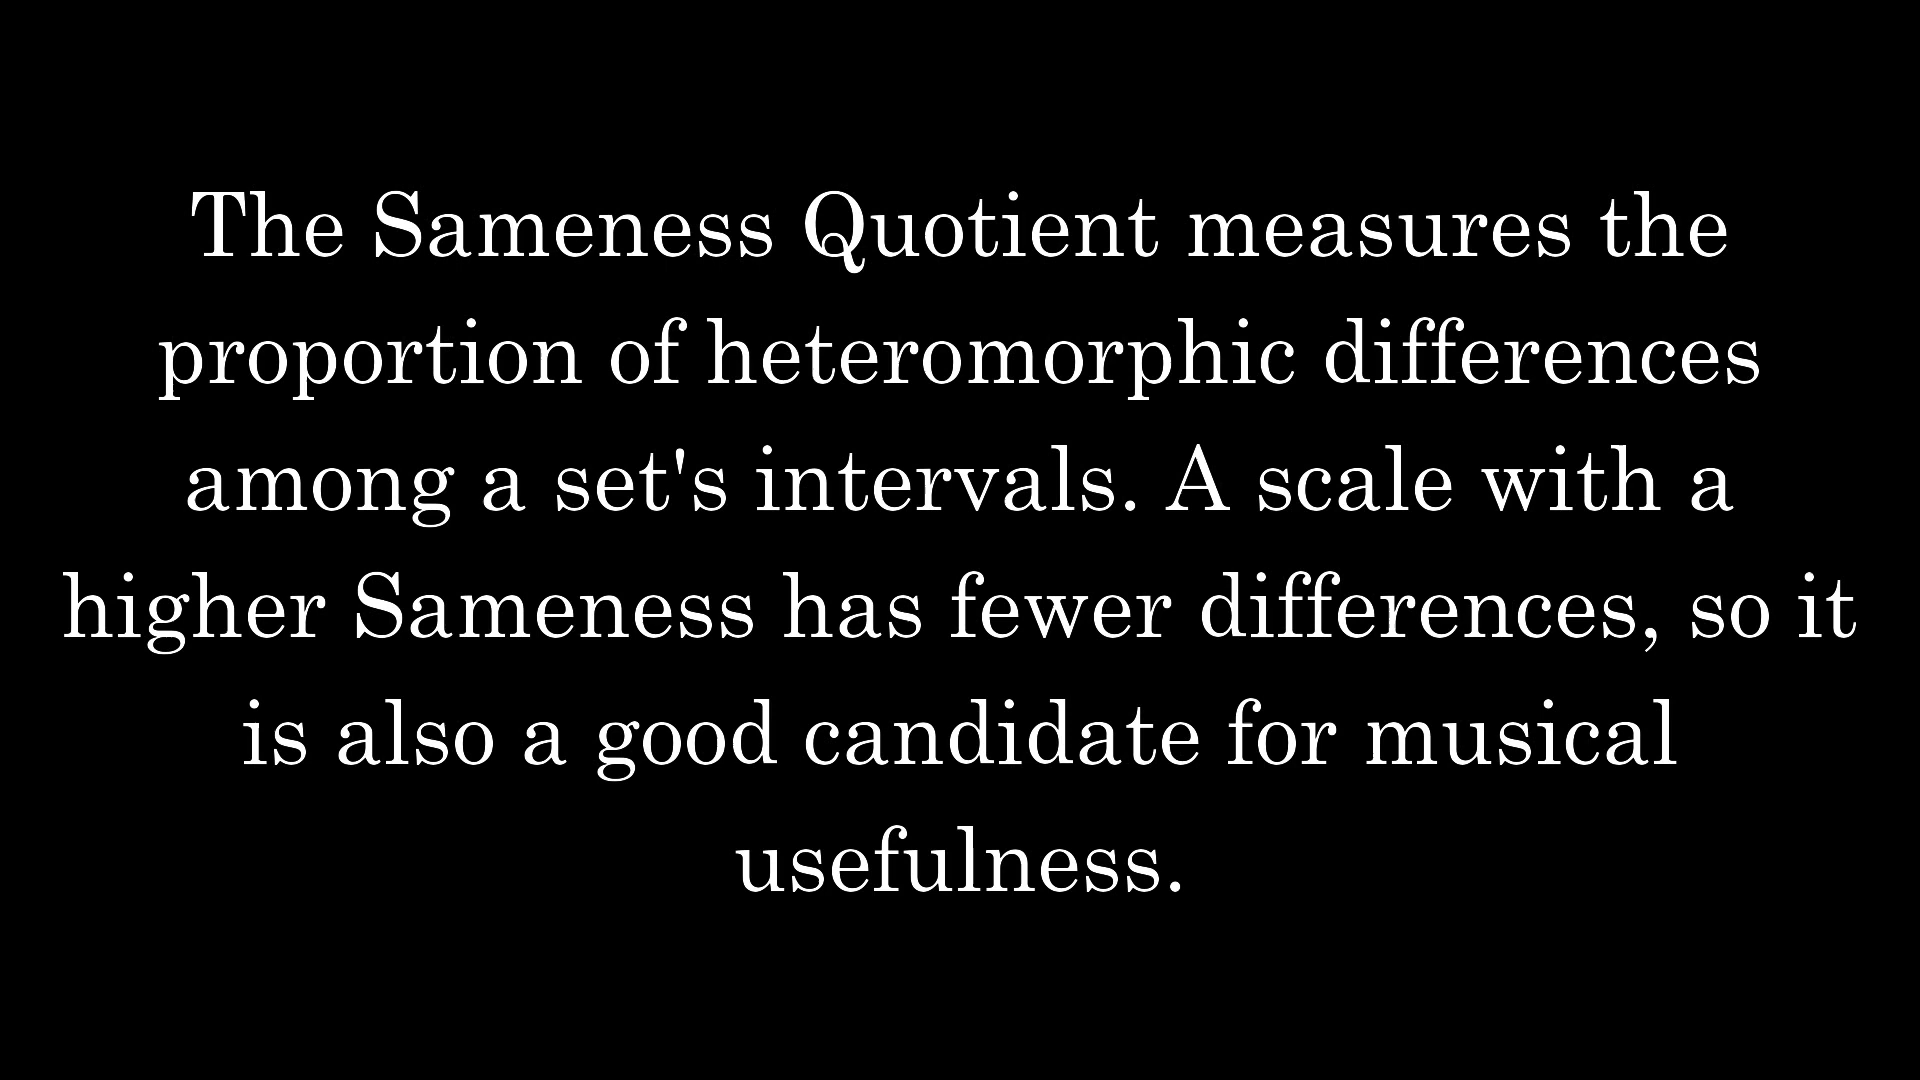 The Sameness Quotient measures the
proportion of heteromorphic differences
among a set's intervals. A scale with a
higher Sameness has fewer differences, so it
is also a good candidate for musical
usefulness.